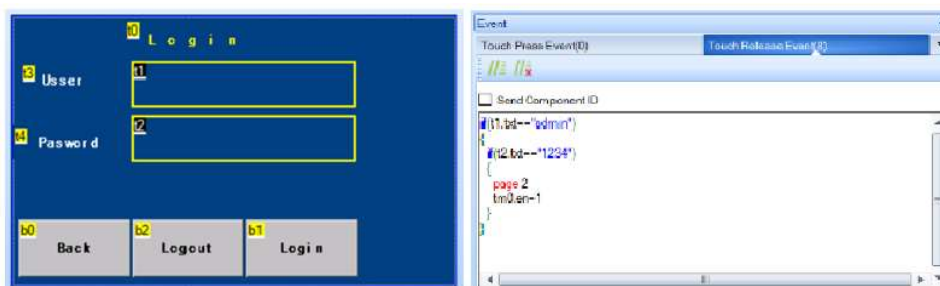 t0
Login
t3
Usser
t1
t4
Pasword
t2
b0
Back
b2
Logout
b1
Login
Event
Touch Press Event(0)
Touch Release Event(8)
Send Component ID
if(t1.txt=="admin")
{
if(t2.txt=="1234")
{
page 2
tm0.en=1
}
}